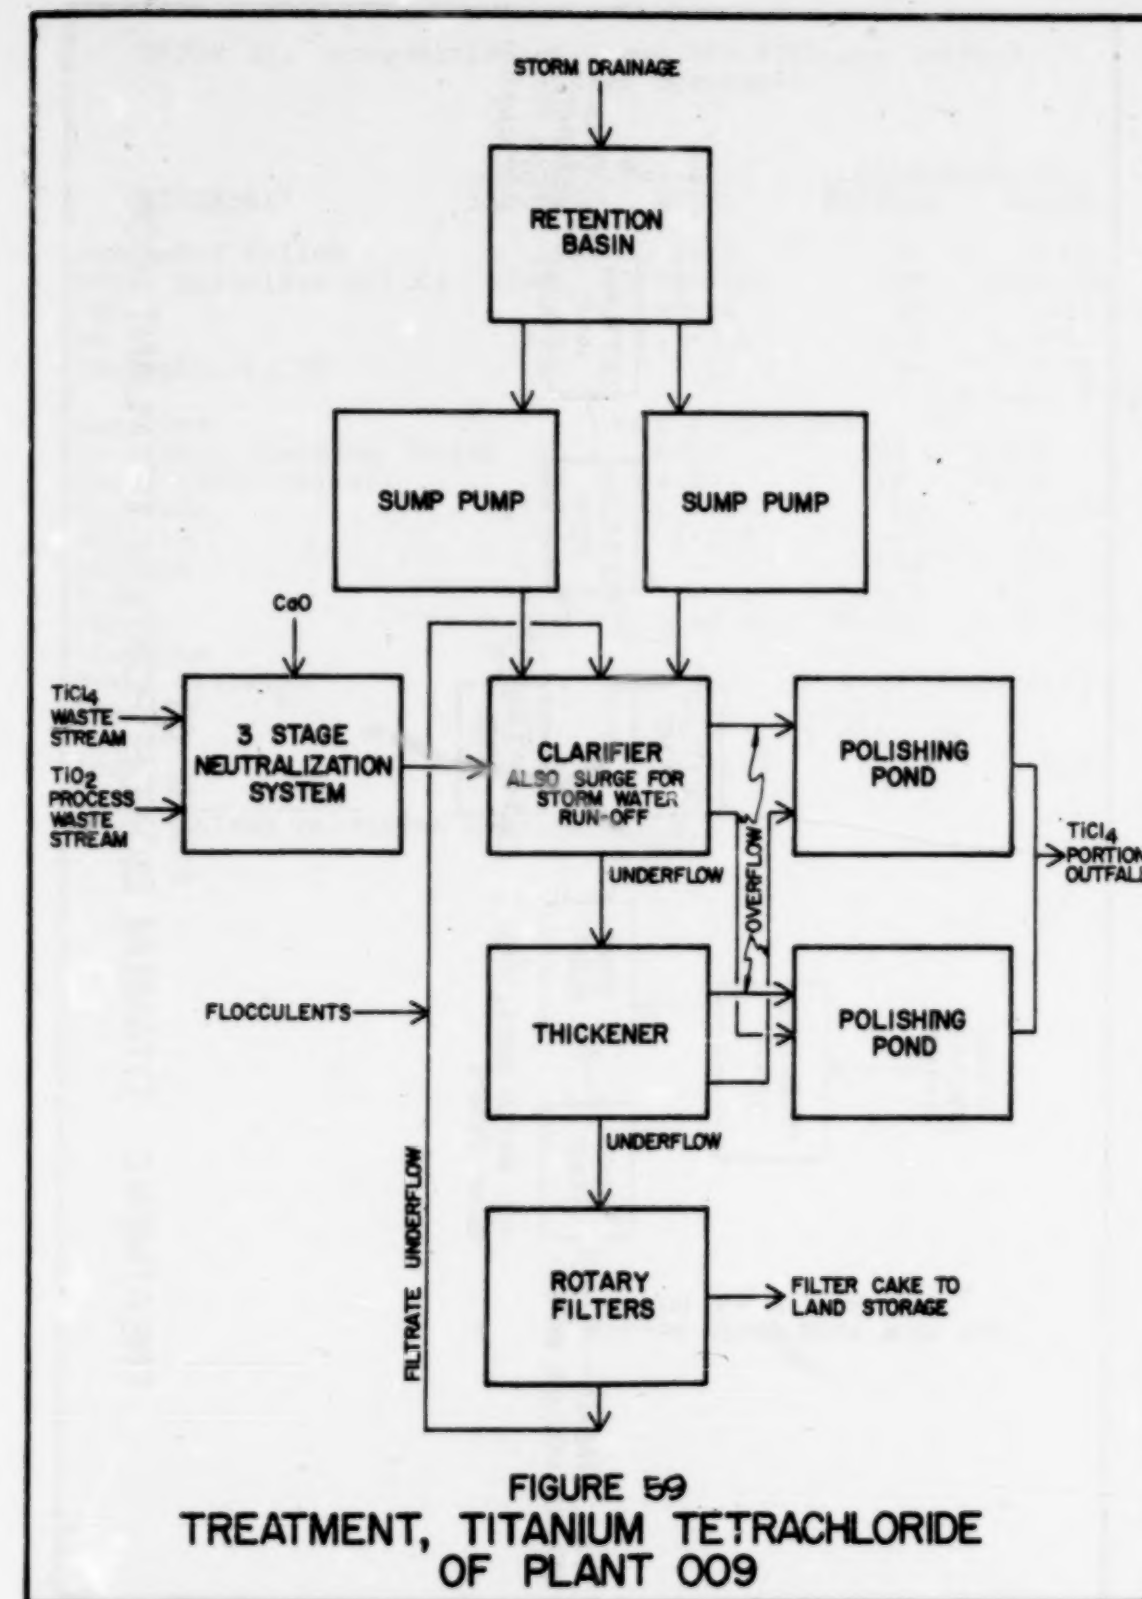 STORM DRAINAGE
RETENTION
BASIN
SUMP PUMP
SUMP PUMP
CaO
TiCl4
WASTE
STREAM
TiO2
PROCESS
WASTE
STREAM
3 STAGE
NEUTRALIZATION
SYSTEM
CLARIFIER
ALSO SURGE FOR
STORM WATER
RUN-OFF
POLISHING
POND
TiCl4
PORTION
OUTFALL
UNDERFLOW
OVERFLOW
FLOCCULENTS
THICKENER
POLISHING
POND
UNDERFLOW
FILTRATE UNDERFLOW
ROTARY
FILTERS
FILTER CAKE TO
LAND STORAGE
FIGURE 59
TREATMENT, TITANIUM TETRACHLORIDE
OF PLANT 009